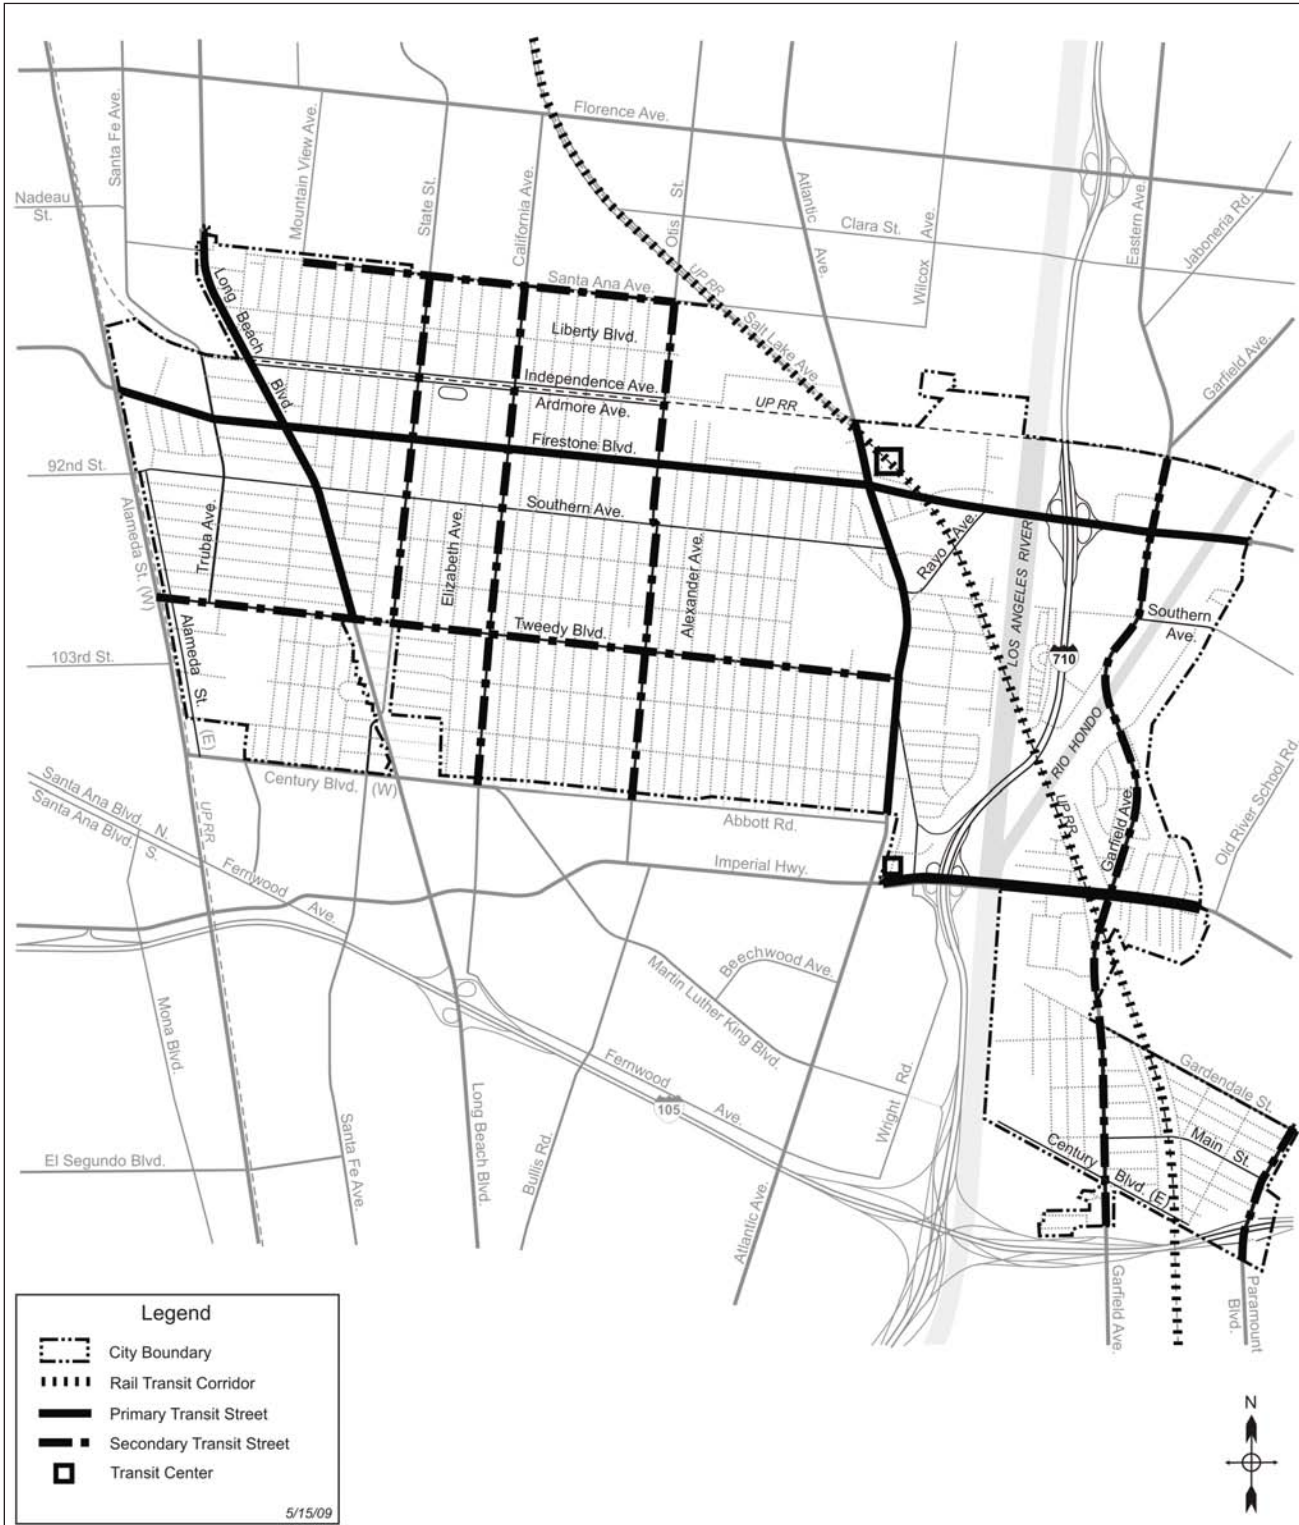 Florence Ave.
Santa Fe Ave.
Mountain View Ave.
State St.
California Ave.
Otis St.
Atlantic
Ave.
Clara St.
Wilcox Ave.
Eastern Ave.
Jaboneria Rd.
Nadeau
St.
Garfield Ave.
Santa Ana Ave.
UP RR
Salt Lake Ave.
Long Beach
Blvd.
Liberty Blvd.
Independence Ave.
Ardmore Ave.
UP RR
Firestone Blvd.
92nd St.
Southern Ave.
Truba Ave.
Elizabeth Ave.
Alexander Ave.
Rayo Ave.
LOS ANGELES RIVER
Alameda St. (W)
Tweedy Blvd.
Southern
Ave.
710
103rd St.
Alameda St. (E)
RIO HONDO
UP RR
Garfield Ave.
Old River School Rd.
Century Blvd. (W)
Abbott Rd.
Santa Ana Blvd. N.
Santa Ana Blvd. S.
UP RR
Imperial Hwy.
Fernwood
Ave.
Beechwood Ave.
Martin Luther King Blvd.
Mona Blvd.
Fernwood
Ave.
105
Wright Rd.
Gardendale St.
Main St.
Century
Blvd. (E)
El Segundo Blvd.
Santa Fe Ave.
Long Beach Blvd.
Bullis Rd.
Atlantic Ave.
Garfield Ave.
Paramount
Blvd.
Legend
City Boundary
Rail Transit Corridor
Primary Transit Street
Secondary Transit Street
Transit Center
5/15/09
N